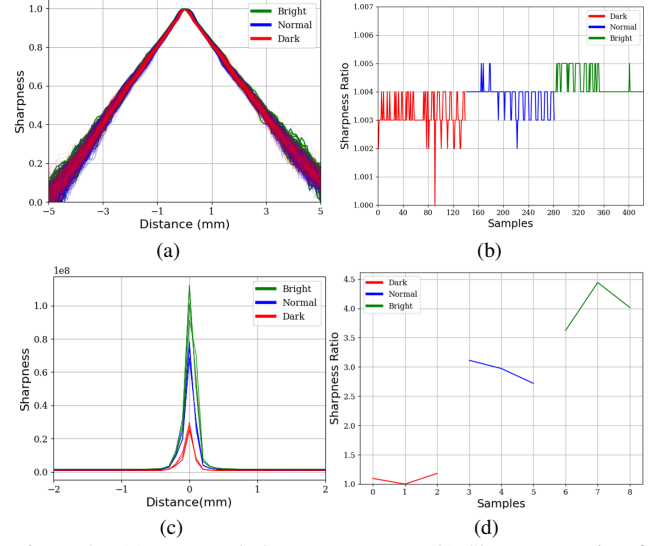 1.0
0.8
0.6
0.4
0.2
0.0
Sharpness
−5 −3 −1 1 3 5
Distance (mm)
Bright
Normal
Dark
(a)
1.007
1.006
1.005
1.004
1.003
1.002
1.001
1.000
Sharpness Ratio
0 40 80 120 160 200 240 280 320 360 400
Samples
Dark
Normal
Bright
(b)
1e8
1.0
0.8
0.6
0.4
0.2
0.0
Sharpness
−2 −1 0 1 2
Distance(mm)
Bright
Normal
Dark
(c)
4.5
4.0
3.5
3.0
2.5
2.0
1.5
1.0
Sharpness Ratio
0 1 2 3 4 5 6 7 8
Samples
Dark
Normal
Bright
(d)